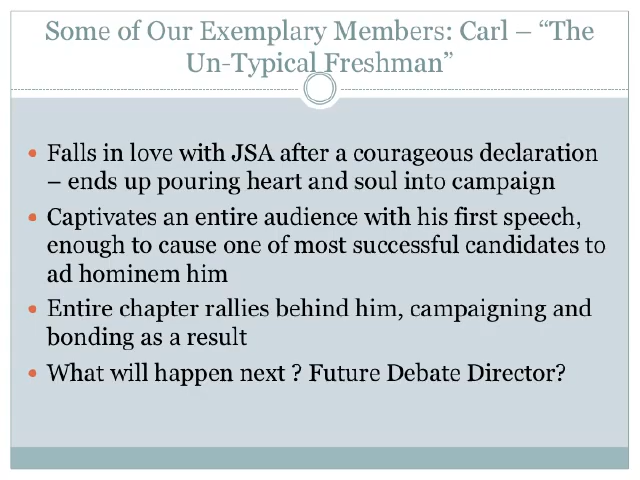 Some of Our Exemplary Members: Carl – “The
Un-Typical Freshman”
• Falls in love with JSA after a courageous declaration
– ends up pouring heart and soul into campaign
• Captivates an entire audience with his first speech,
enough to cause one of most successful candidates to
ad hominem him
• Entire chapter rallies behind him, campaigning and
bonding as a result
• What will happen next ? Future Debate Director?